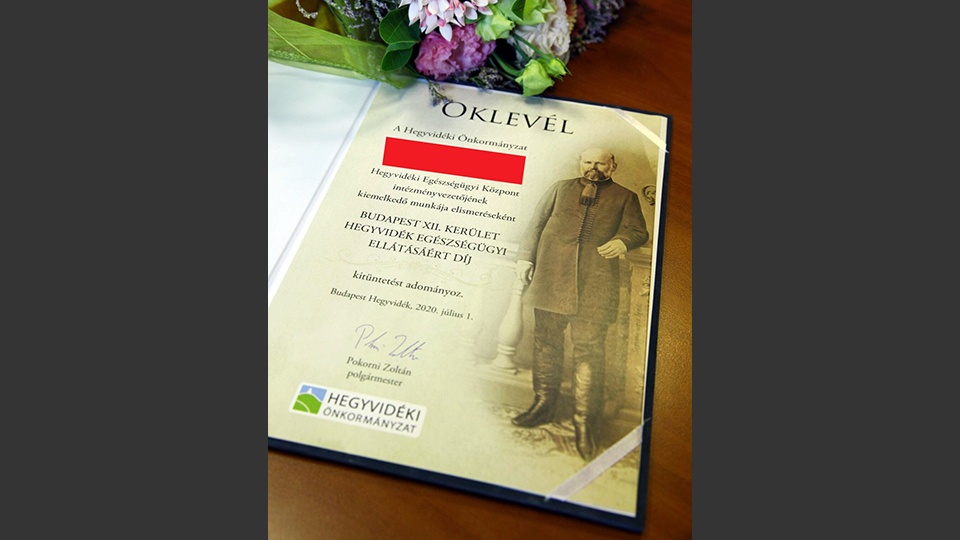 OKLEVÉL
A Hegyvidéki Önkormányzat
Hegyvidéki Egészségügyi Központ
intézményvezetőjének
kiemelkedő munkája elismeréseként
BUDAPEST XII. KERÜLET
HEGYVIDÉK EGÉSZSÉGÜGYI
ELLÁTÁSÁÉRT DÍJ
kitüntetést adományoz.
Budapest Hegyvidék, 2020. július 1.
Pokorni Zoltán
polgármester
HEGYVIDÉKI
ÖNKORMÁNYZAT